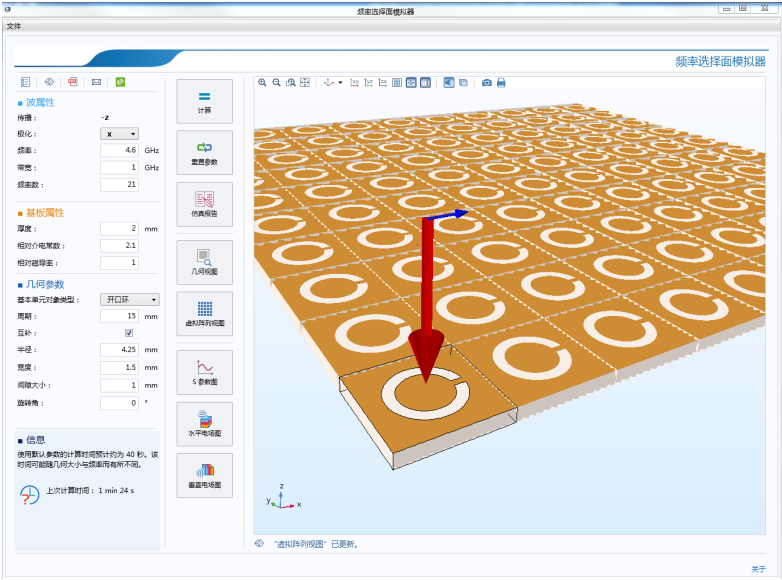 频率选择面模拟器
文件
频率选择面模拟器
波属性
传播： -z
极化： x
频率： 4.6 GHz
带宽： 1 GHz
频率数： 21
基板属性
厚度： 2 mm
相对介电常数： 2.1
相对磁导率： 1
几何参数
基本单元对象类型： 开口环
周期： 15 mm
互补：
半径： 4.25 mm
宽度： 1.5 mm
间隙大小： 1 mm
旋转角： 0 °
信息
使用默认参数的计算时间预计约为 40 秒。该
时间可能随几何大小与频率而有所不同。
上次计算时间： 1 min 24 s
计算
重置参数
仿真报告
几何视图
虚拟阵列视图
S 参数图
水平电场图
垂直电场图
xy yz zx
z
y
x
“虚拟阵列视图” 已更新。
关于